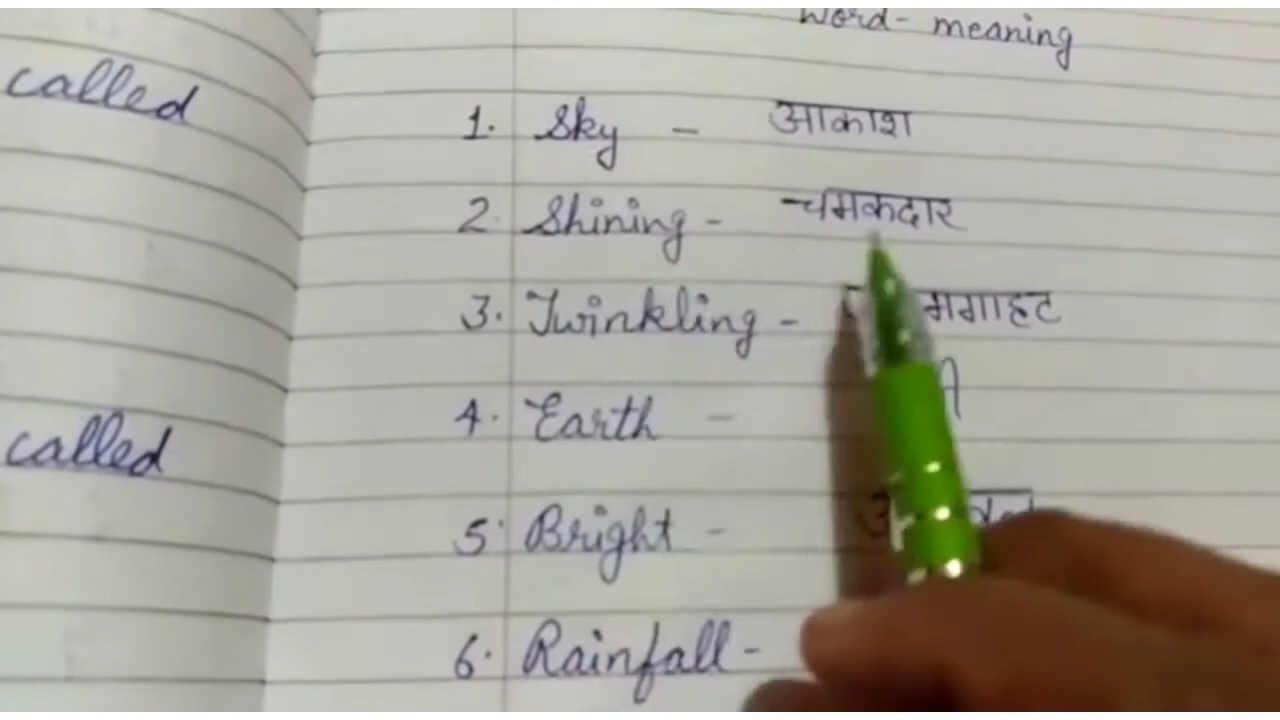 called
called
word-meaning
1. Sky - आकाश
2. Shining - चमकदार
3. Twinkling -
4. Earth -
5. Bright -
6. Rainfall -